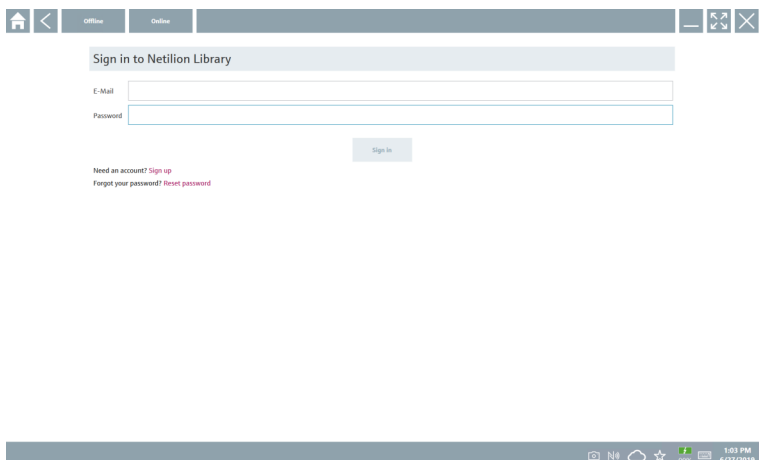 Offline Online
Sign in to Netilion Library
E-Mail
Password
Sign in
Need an account? Sign up
Forgot your password? Reset password
1:03 PM